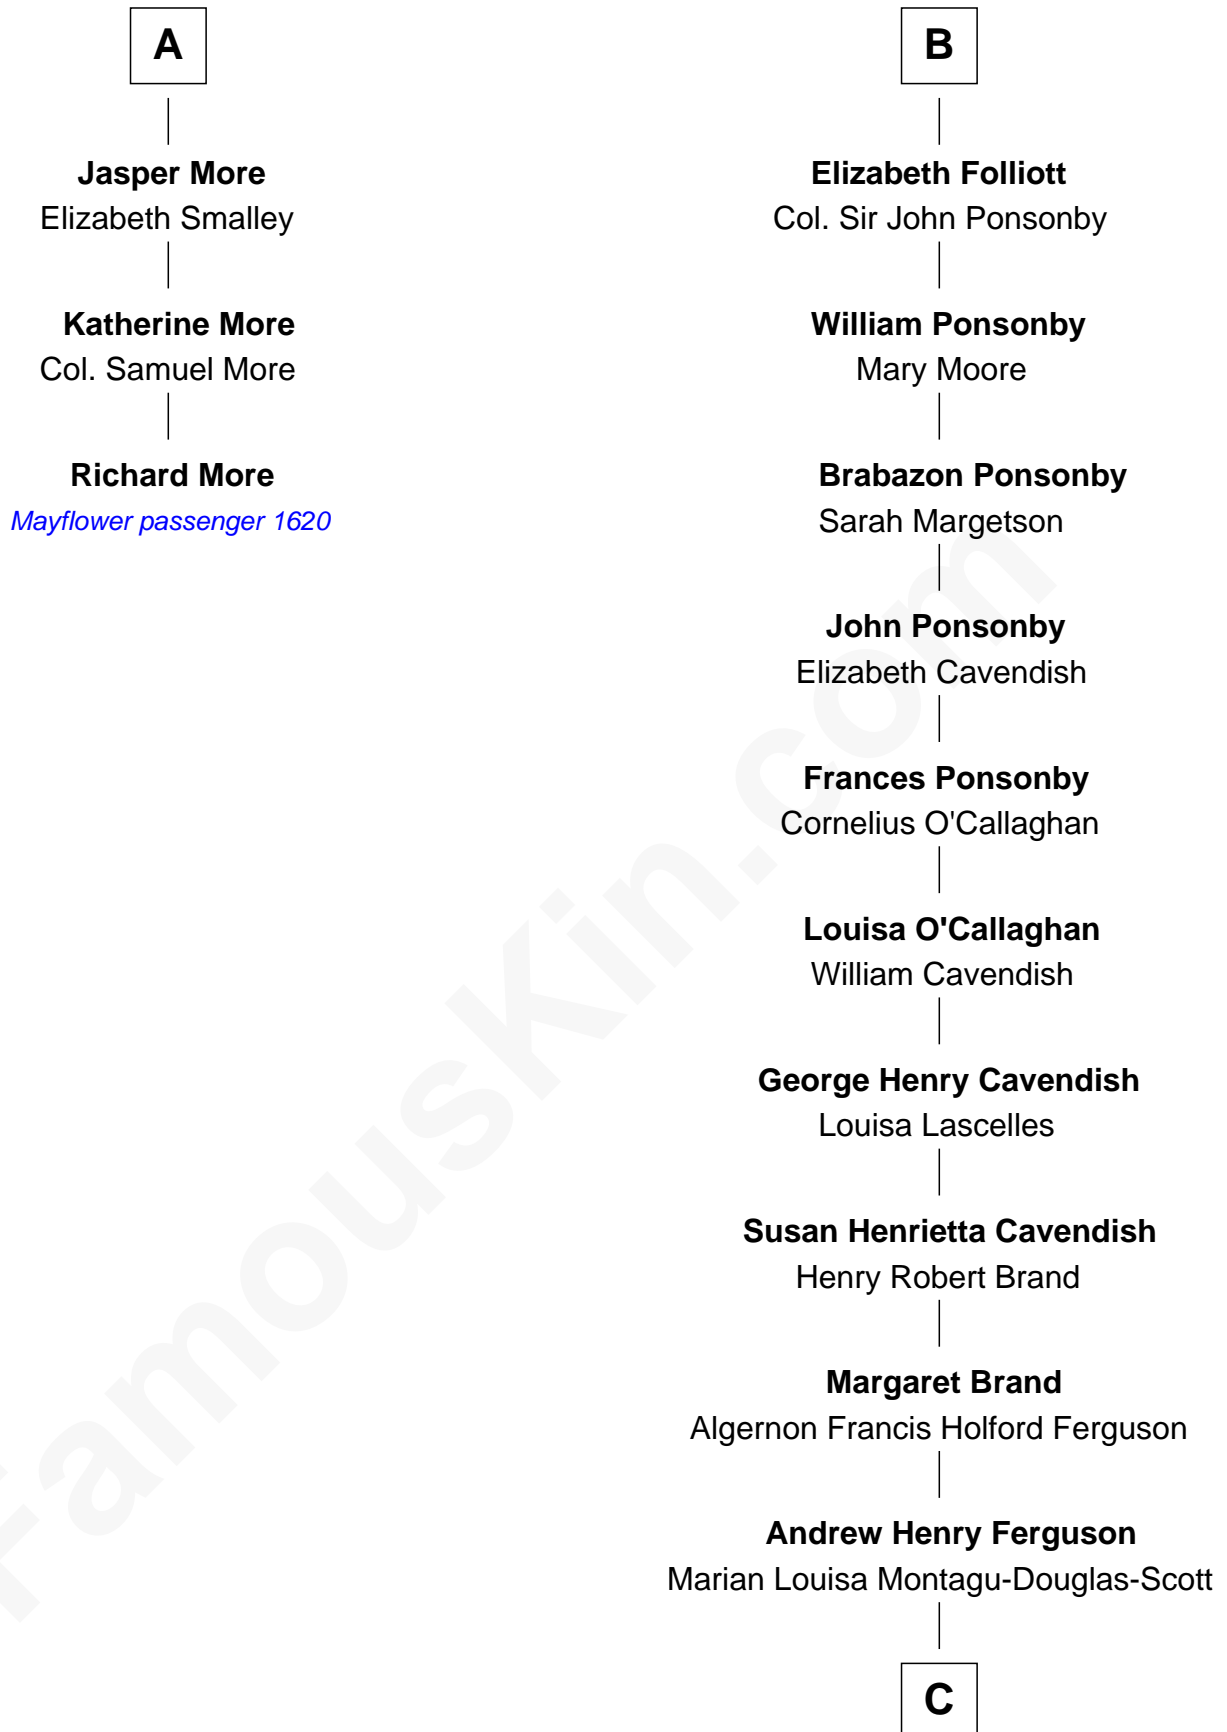 A
Jasper More
Elizabeth Smalley
Katherine More
Col. Samuel More
Richard More
Mayflower passenger 1620
B
Elizabeth Folliott
Col. Sir John Ponsonby
William Ponsonby
Mary Moore
Brabazon Ponsonby
Sarah Margetson
John Ponsonby
Elizabeth Cavendish
Frances Ponsonby
Cornelius O'Callaghan
Louisa O'Callaghan
William Cavendish
George Henry Cavendish
Louisa Lascelles
Susan Henrietta Cavendish
Henry Robert Brand
Margaret Brand
Algernon Francis Holford Ferguson
Andrew Henry Ferguson
Marian Louisa Montagu-Douglas-Scott
C
FamousKin.com